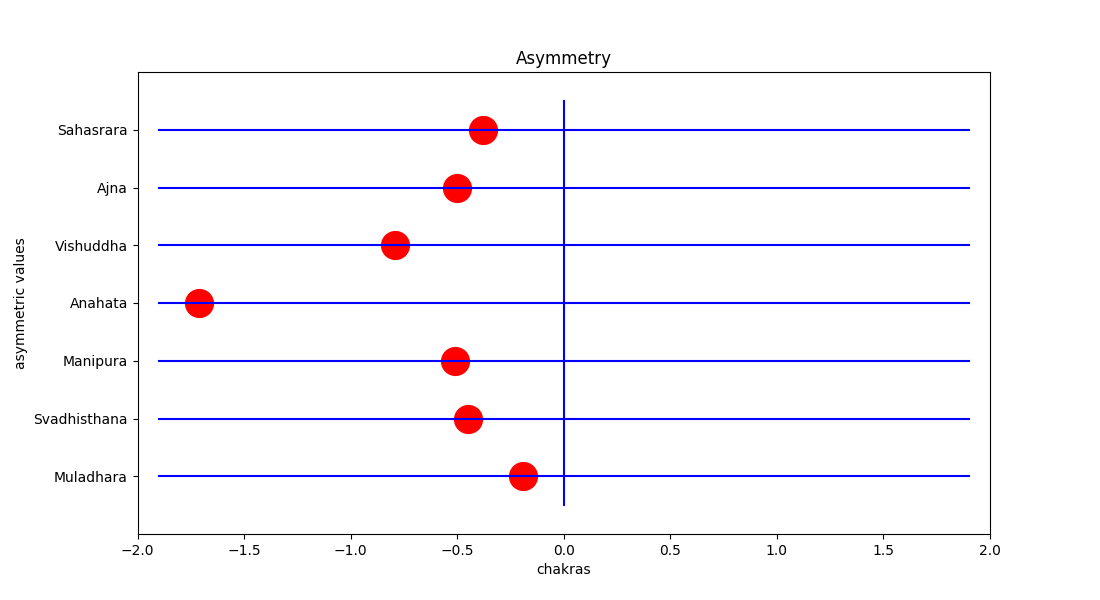 Asymmetry
Sahasrara
Ajna
Vishuddha
Anahata
Manipura
Svadhisthana
Muladhara
asymmetric values
−2.0 −1.5 −1.0 −0.5 0.0 0.5 1.0 1.5 2.0
chakras